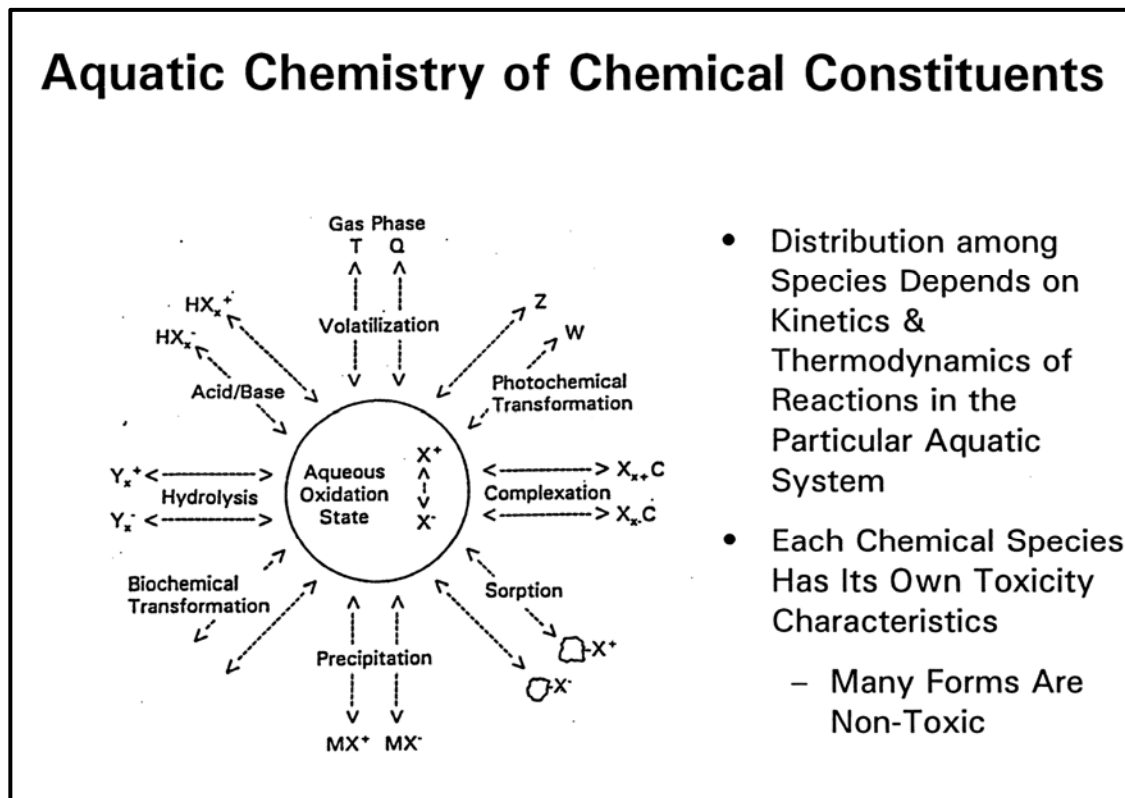 Aquatic Chemistry of Chemical Constituents
Gas Phase
T Q
HXₓ⁺
HXₓ⁻
Volatilization
Z
W
Acid/Base
Photochemical
Transformation
Yₓ⁺
Hydrolysis
Yₓ⁻
Aqueous
Oxidation
State
X⁺
X⁻
Xₓ₊C
Complexation
Xₓ₋C
Biochemical
Transformation
Sorption
X⁺
X⁻
Precipitation
MX⁺ MX⁻
• Distribution among
Species Depends on
Kinetics &
Thermodynamics of
Reactions in the
Particular Aquatic
System
• Each Chemical Species
Has Its Own Toxicity
Characteristics
– Many Forms Are
Non-Toxic